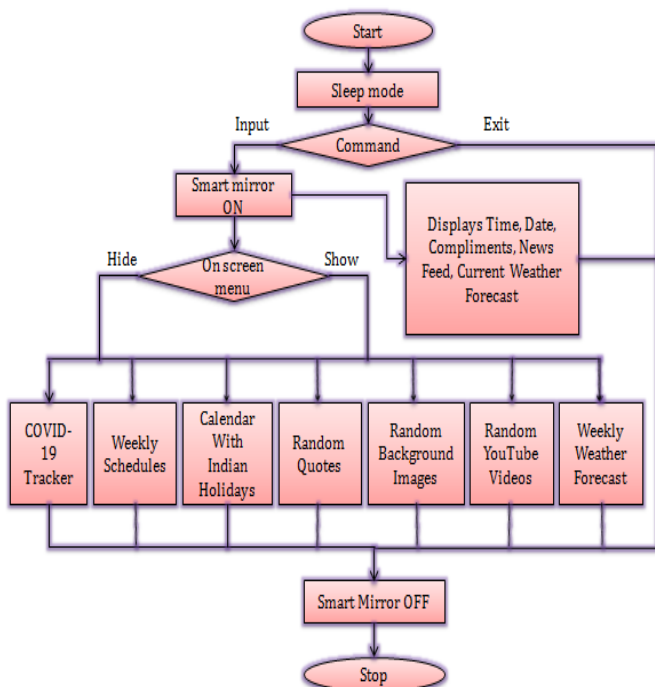 Start
Sleep mode
Input
Exit
Command
Smart mirror
ON
Displays Time, Date,
Compliments, News
Feed, Current Weather
Forecast
Hide
Show
On screen
menu
COVID-
19
Tracker
Weekly
Schedules
Calendar
With
Indian
Holidays
Random
Quotes
Random
Background
Images
Random
YouTube
Videos
Weekly
Weather
Forecast
Smart Mirror OFF
Stop